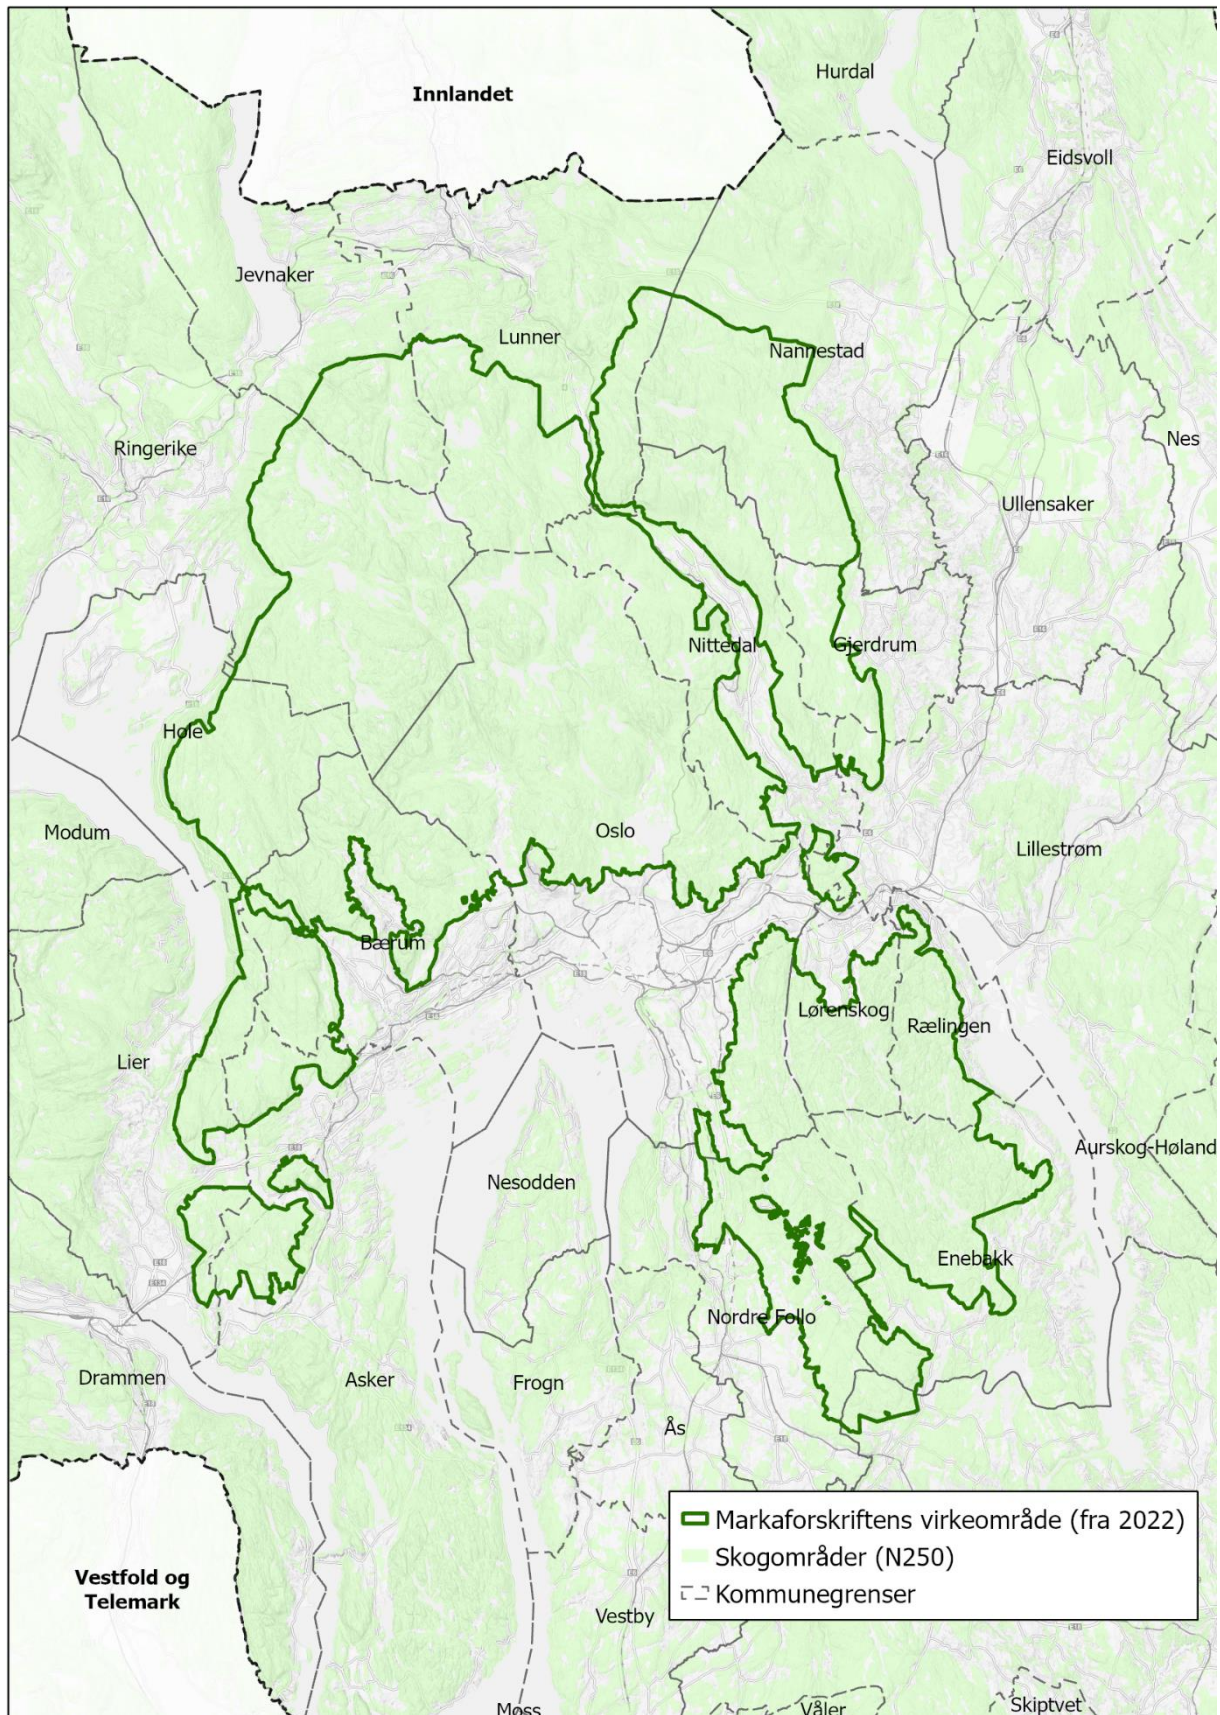 Hurdal
Innlandet
Eidsvoll
Jevnaker
Lunner
Nannestad
Ringerike
Nes
Ullensaker
Nittedal
Gjerdrum
Hole
Modum
Oslo
Lillestrøm
Bærum
Lørenskog
Rælingen
Lier
Aurskog-Høland
Nesodden
Enebakk
Nordre Follo
Drammen
Asker
Frogn
Ås
Markaforskriftens virkeområde (fra 2022)
Skogområder (N250)
Kommunegrenser
Vestfold og
Telemark
Vestby
Moss
Våler
Skiptvet